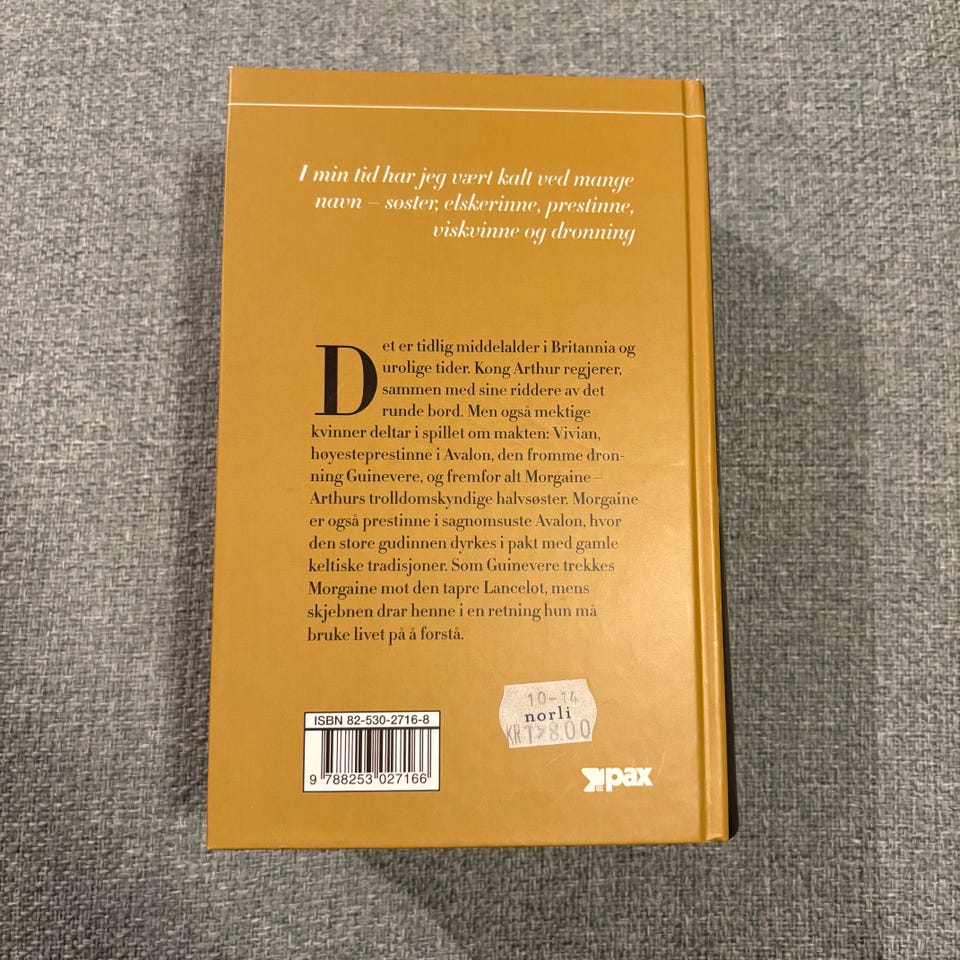 I min tid har jeg vært kalt ved mange
navn – søster, elskerinne, prestinne,
viskvinne og dronning
Det er tidlig middelalder i Britannia og
urolige tider. Kong Arthur regjerer,
sammen med sine riddere av det
runde bord. Men også mektige
kvinner deltar i spillet om makten: Vivian,
høyesteprestinne i Avalon, den fromme dron-
ning Guinevere, og fremfor alt Morgaine –
Arthurs trolldomskyndige halvsøster. Morgaine
er også prestinne i sagnomsuste Avalon, hvor
den store gudinnen dyrkes i pakt med gamle
keltiske tradisjoner. Som Guinevere trekkes
Morgaine mot den tapre Lancelot, mens
skjebnen drar henne i en retning hun må
bruke livet på å forstå.
10-14
norli
ISBN 82-530-2716-8
9 788253 027166
pax